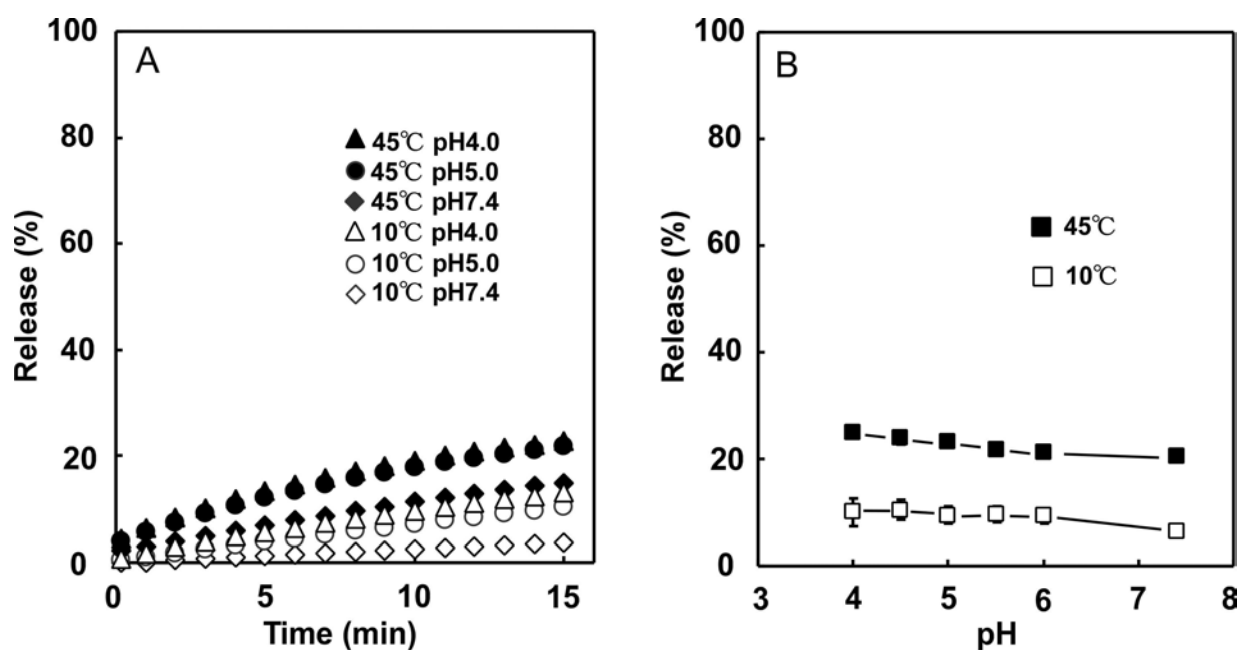 A
100
80
60
40
20
0
Release (%)
45℃ pH4.0
45℃ pH5.0
45℃ pH7.4
10℃ pH4.0
10℃ pH5.0
10℃ pH7.4
0 5 10 15
Time (min)
B
100
80
60
40
20
0
Release (%)
45℃
10℃
3 4 5 6 7 8
pH